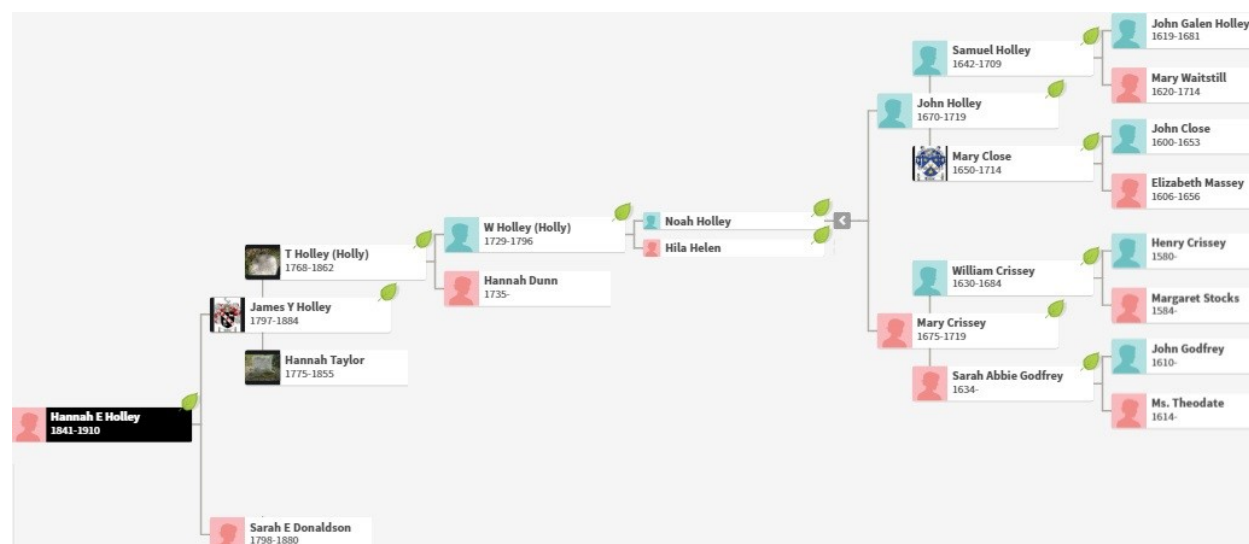 John Galen Holley
1619-1681
Samuel Holley
1642-1709
Mary Waitstill
1620-1714
John Holley
1670-1719
John Close
1600-1653
Mary Close
1650-1714
Elizabeth Massey
1606-1656
Noah Holley
W Holley (Holly)
1729-1796
Hila Helen
T Holley (Holly)
1768-1862
Hannah Dunn
1735-
Henry Crissey
1580-
William Crissey
1630-1684
Margaret Stocks
1584-
James Y Holley
1797-1884
Mary Crissey
1675-1719
Hannah Taylor
1775-1855
John Godfrey
1610-
Sarah Abbie Godfrey
1634-
Ms. Theodate
1614-
Hannah E Holley
1841-1910
Sarah E Donaldson
1798-1880